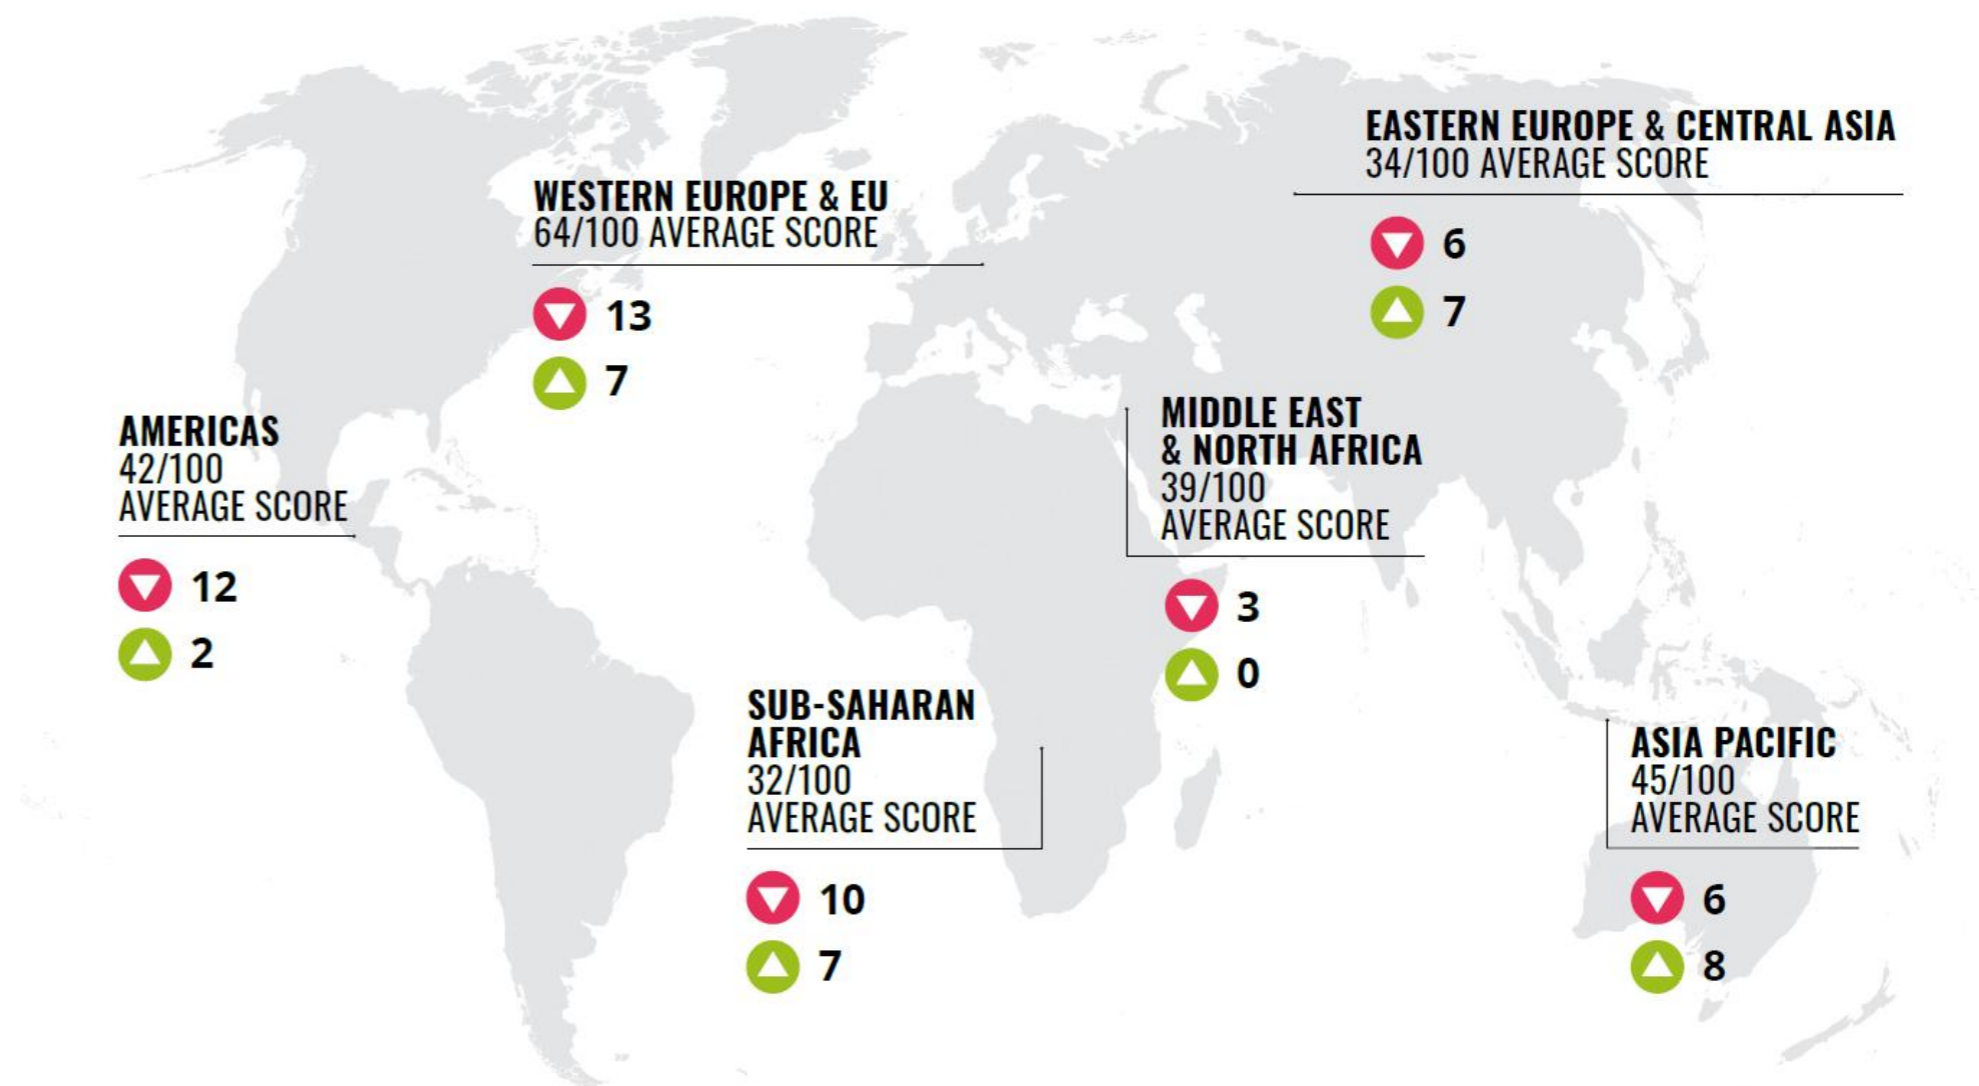 EASTERN EUROPE & CENTRAL ASIA
34/100 AVERAGE SCORE
6
7
WESTERN EUROPE & EU
64/100 AVERAGE SCORE
13
7
AMERICAS
42/100
AVERAGE SCORE
12
2
MIDDLE EAST
& NORTH AFRICA
39/100
AVERAGE SCORE
3
0
SUB-SAHARAN
AFRICA
32/100
AVERAGE SCORE
10
7
ASIA PACIFIC
45/100
AVERAGE SCORE
6
8